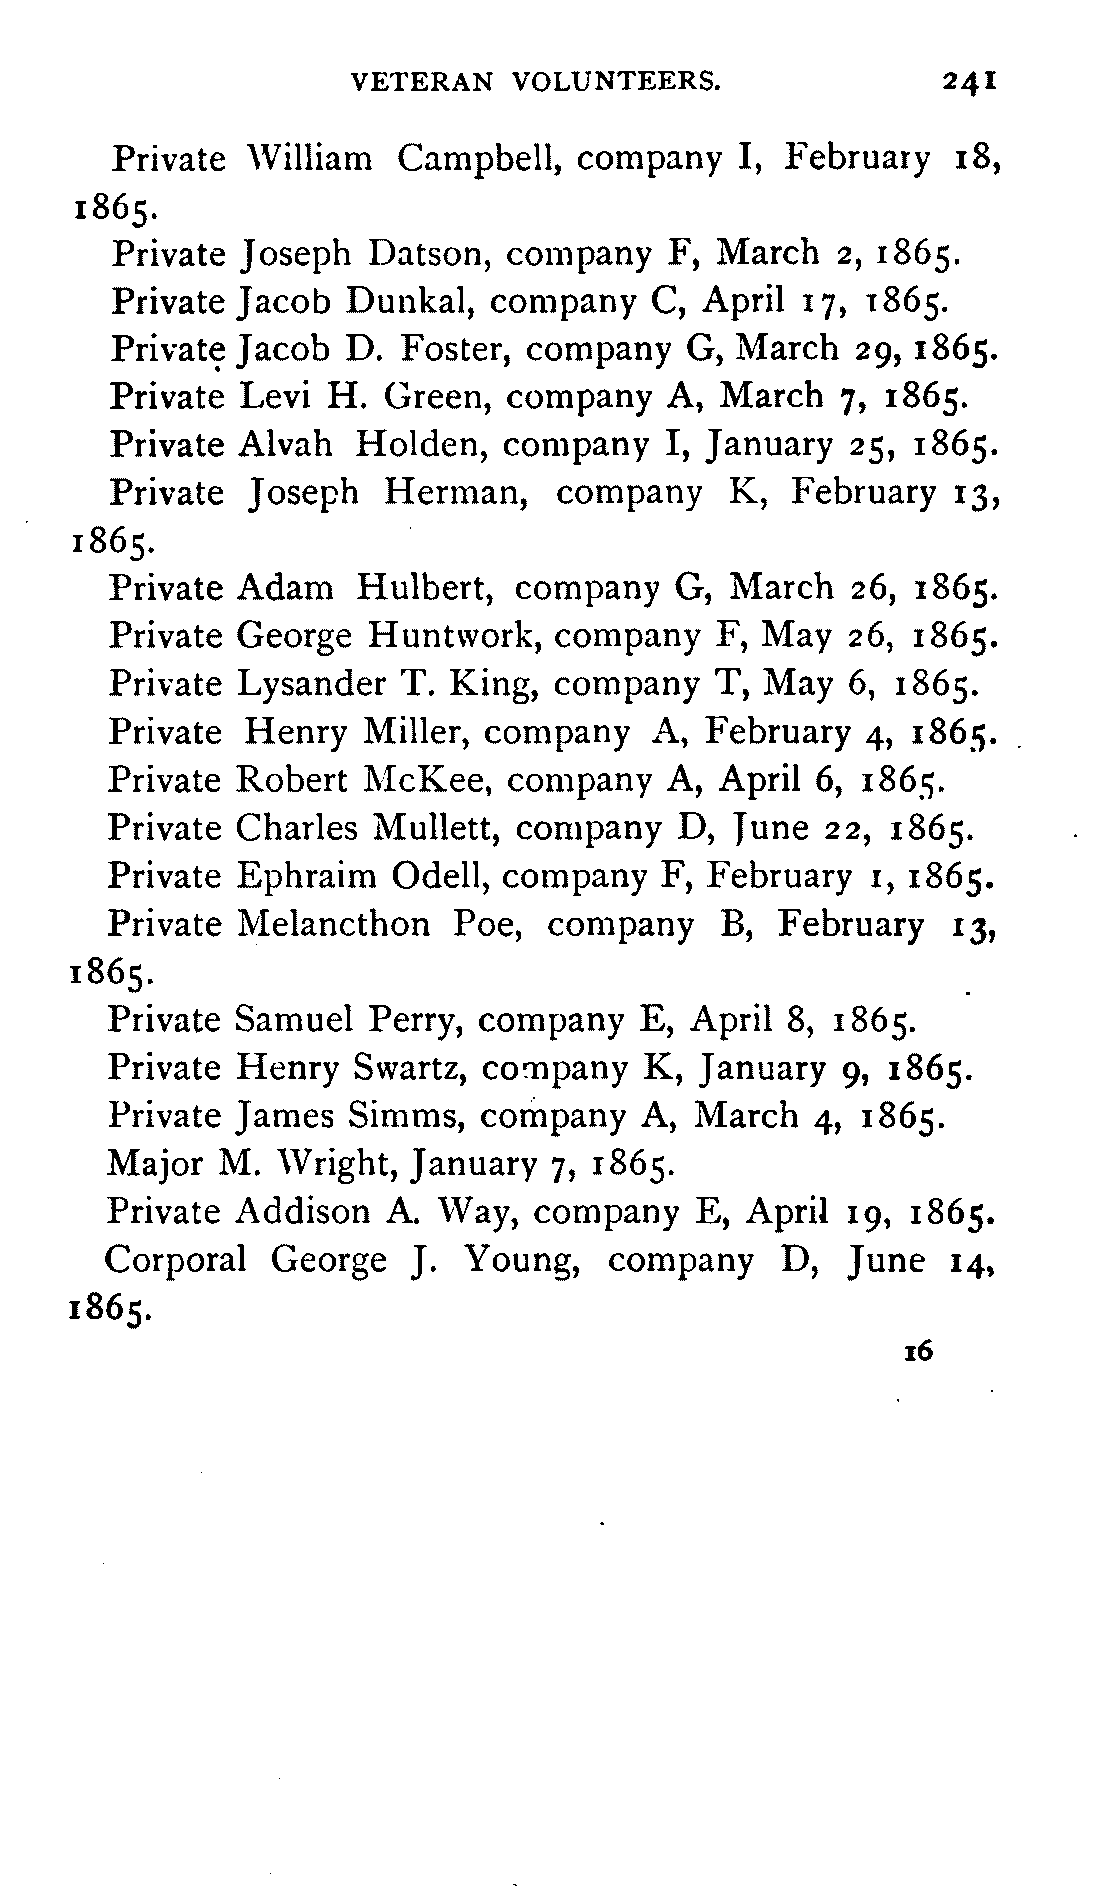 VETERAN VOLUNTEERS. 241
Private William Campbell, company I, February 18,
1865.
Private Joseph Datson, company F, March 2, 1865.
Private Jacob Dunkal, company C, April 17, 1865.
Private Jacob D. Foster, company G, March 29, 1865.
Private Levi H. Green, company A, March 7, 1865.
Private Alvah Holden, company I, January 25, 1865.
Private Joseph Herman, company K, February 13,
1865.
Private Adam Hulbert, company G, March 26, 1865.
Private George Huntwork, company F, May 26, 1865.
Private Lysander T. King, company T, May 6, 1865.
Private Henry Miller, company A, February 4, 1865.
Private Robert McKee, company A, April 6, 1865.
Private Charles Mullett, company D, June 22, 1865.
Private Ephraim Odell, company F, February 1, 1865.
Private Melancthon Poe, company B, February 13,
1865.
Private Samuel Perry, company E, April 8, 1865.
Private Henry Swartz, company K, January 9, 1865.
Private James Simms, company A, March 4, 1865.
Major M. Wright, January 7, 1865.
Private Addison A. Way, company E, April 19, 1865.
Corporal George J. Young, company D, June 14,
1865.
16